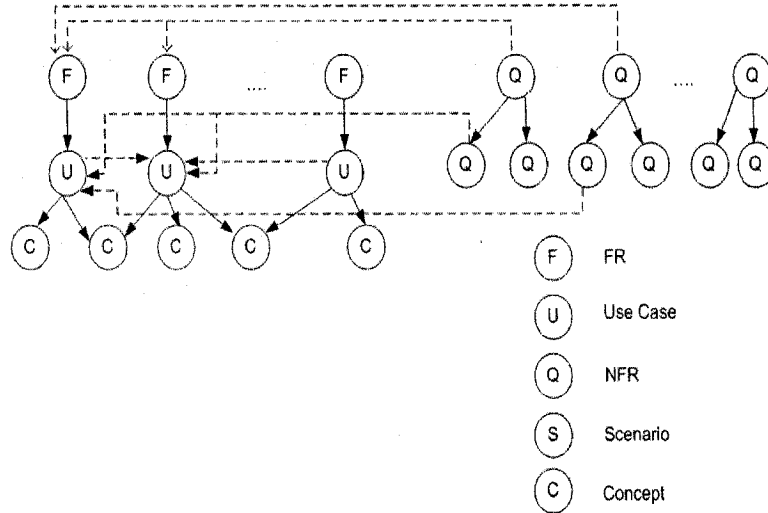 F F .... F Q Q .... Q
U U U Q Q Q Q Q Q
C C C C C
F FR
U Use Case
Q NFR
S Scenario
C Concept